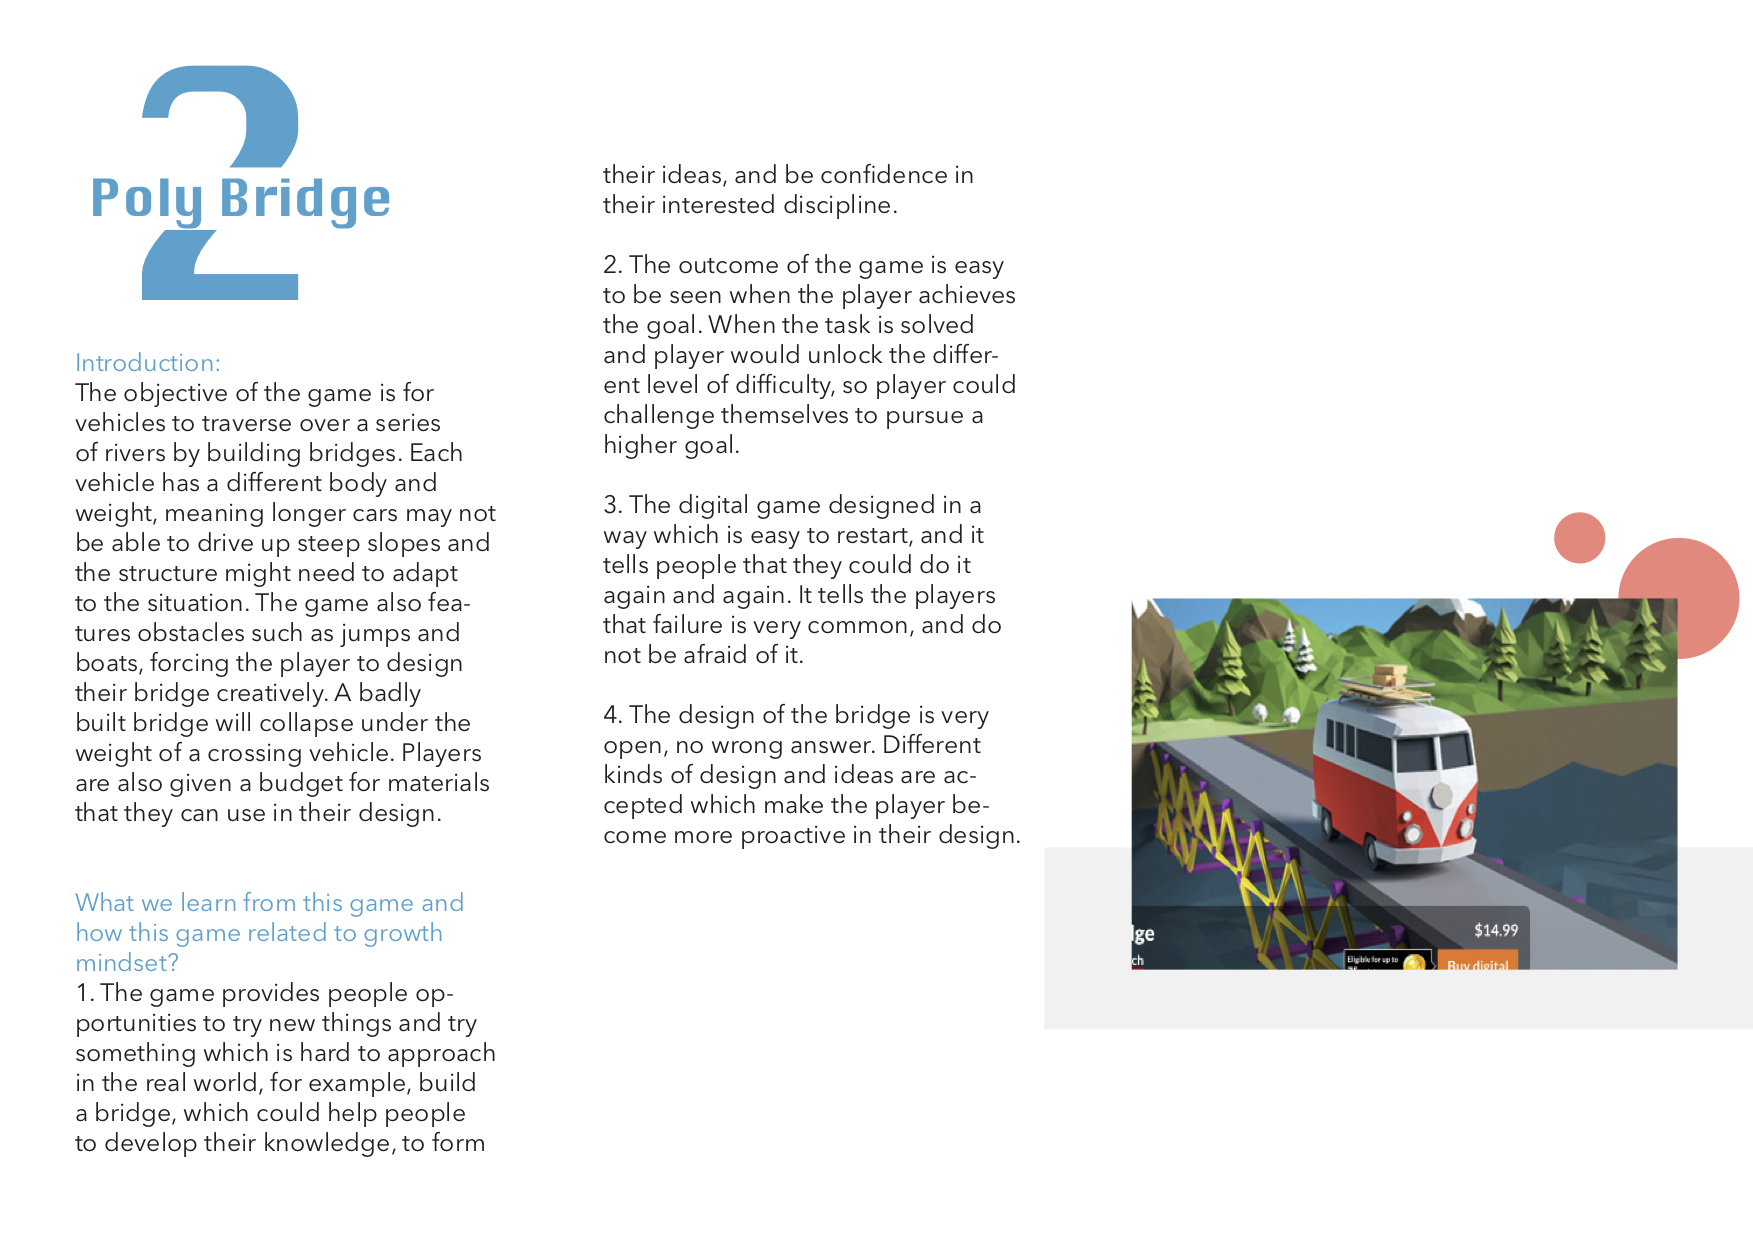 2
Poly Bridge
Introduction:
The objective of the game is for
vehicles to traverse over a series
of rivers by building bridges. Each
vehicle has a different body and
weight, meaning longer cars may not
be able to drive up steep slopes and
the structure might need to adapt
to the situation. The game also fea-
tures obstacles such as jumps and
boats, forcing the player to design
their bridge creatively. A badly
built bridge will collapse under the
weight of a crossing vehicle. Players
are also given a budget for materials
that they can use in their design.
What we learn from this game and
how this game related to growth
mindset?
1. The game provides people op-
portunities to try new things and try
something which is hard to approach
in the real world, for example, build
a bridge, which could help people
to develop their knowledge, to form
their ideas, and be confidence in
their interested discipline.
2. The outcome of the game is easy
to be seen when the player achieves
the goal. When the task is solved
and player would unlock the differ-
ent level of difficulty, so player could
challenge themselves to pursue a
higher goal.
3. The digital game designed in a
way which is easy to restart, and it
tells people that they could do it
again and again. It tells the players
that failure is very common, and do
not be afraid of it.
4. The design of the bridge is very
open, no wrong answer. Different
kinds of design and ideas are ac-
cepted which make the player be-
come more proactive in their design.
lge
$14.99
ch
Eligible for up to
Buy digital